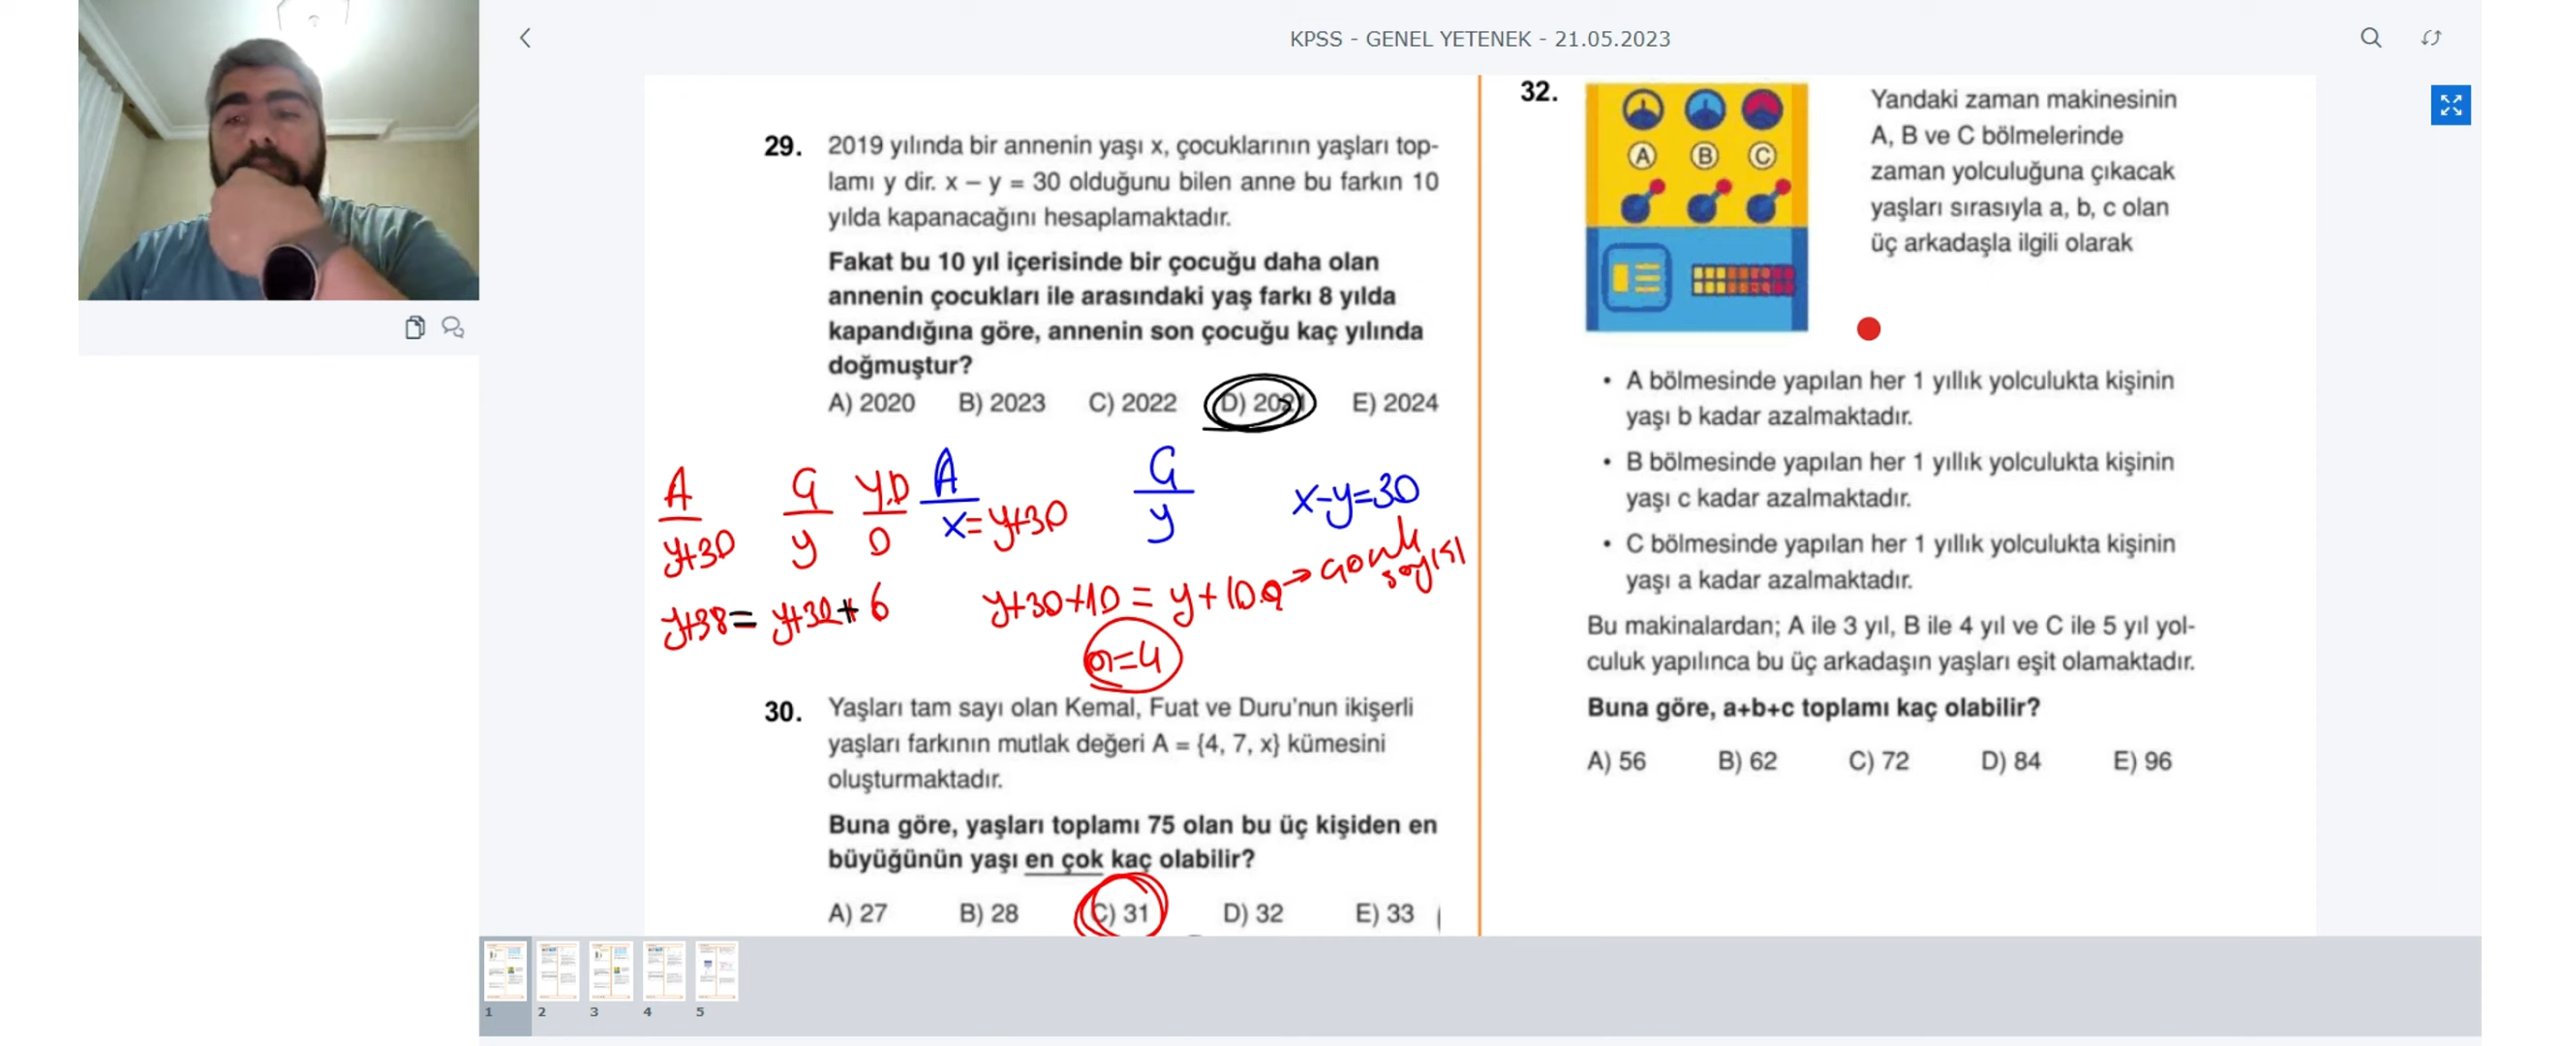 KPSS - GENEL YETENEK - 21.05.2023
29.
2019 yılında bir annenin yaşı x, çocuklarının yaşları top-
lamı y dir. x – y = 30 olduğunu bilen anne bu farkın 10
yılda kapanacağını hesaplamaktadır.
Fakat bu 10 yıl içerisinde bir çocuğu daha olan
annenin çocukları ile arasındaki yaş farkı 8 yılda
kapandığına göre, annenin son çocuğu kaç yılında
doğmuştur?
A) 2020 B) 2023 C) 2022 D) 2021 E) 2024
A Ç Y.D A Ç x-y=30
y+30 y 0 x=y+30 y
y+38=y+32+6 y+30+10=y+10.n→çocuk sayısı
n=4
30.
Yaşları tam sayı olan Kemal, Fuat ve Duru'nun ikişerli
yaşları farkının mutlak değeri A = {4, 7, x} kümesini
oluşturmaktadır.
Buna göre, yaşları toplamı 75 olan bu üç kişiden en
büyüğünün yaşı en çok kaç olabilir?
A) 27 B) 28 C) 31 D) 32 E) 33
32.
A B C
Yandaki zaman makinesinin
A, B ve C bölmelerinde
zaman yolculuğuna çıkacak
yaşları sırasıyla a, b, c olan
üç arkadaşla ilgili olarak
• A bölmesinde yapılan her 1 yıllık yolculukta kişinin
yaşı b kadar azalmaktadır.
• B bölmesinde yapılan her 1 yıllık yolculukta kişinin
yaşı c kadar azalmaktadır.
• C bölmesinde yapılan her 1 yıllık yolculukta kişinin
yaşı a kadar azalmaktadır.
Bu makinalardan; A ile 3 yıl, B ile 4 yıl ve C ile 5 yıl yol-
culuk yapılınca bu üç arkadaşın yaşları eşit olamaktadır.
Buna göre, a+b+c toplamı kaç olabilir?
A) 56 B) 62 C) 72 D) 84 E) 96
1 2 3 4 5